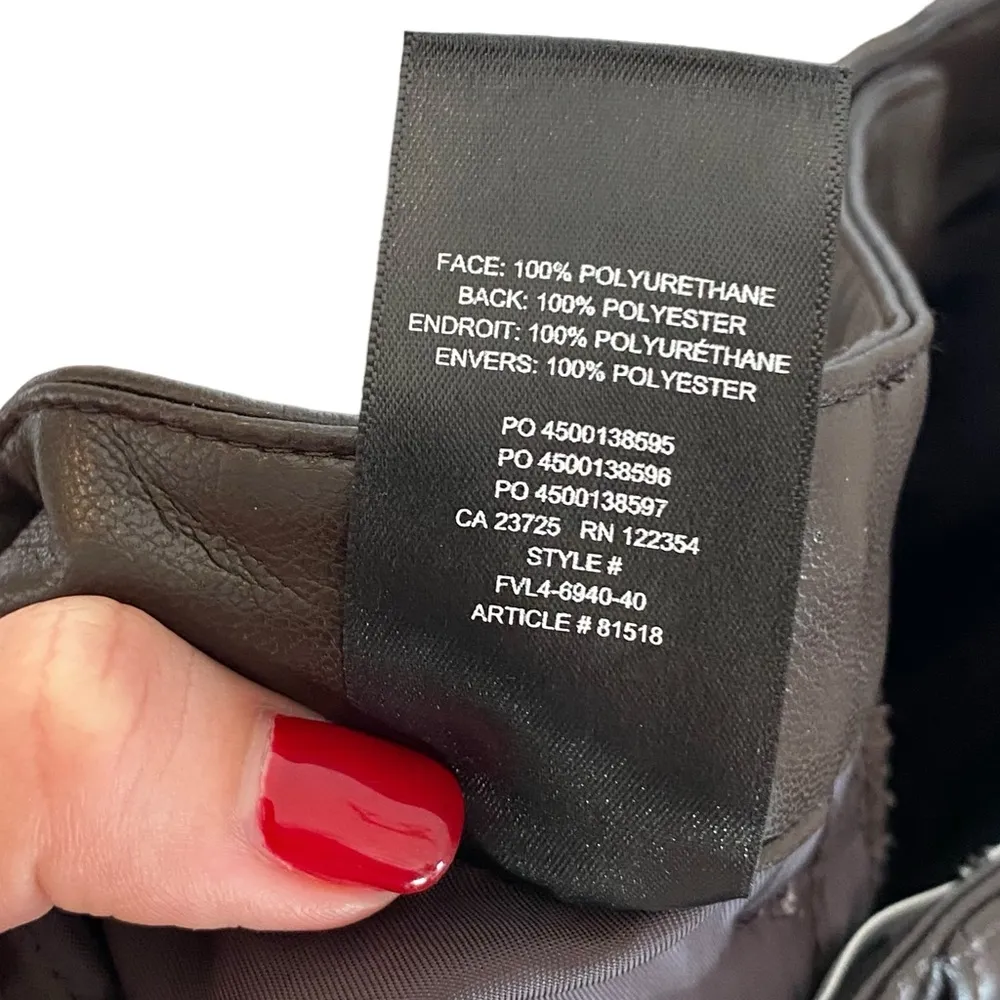 FACE: 100% POLYURETHANE
BACK: 100% POLYESTER
ENDROIT: 100% POLYURÉTHANE
ENVERS: 100% POLYESTER
PO 4500138595
PO 4500138596
PO 4500138597
CA 23725 RN 122354
STYLE #
FVL4-6940-40
ARTICLE # 81518